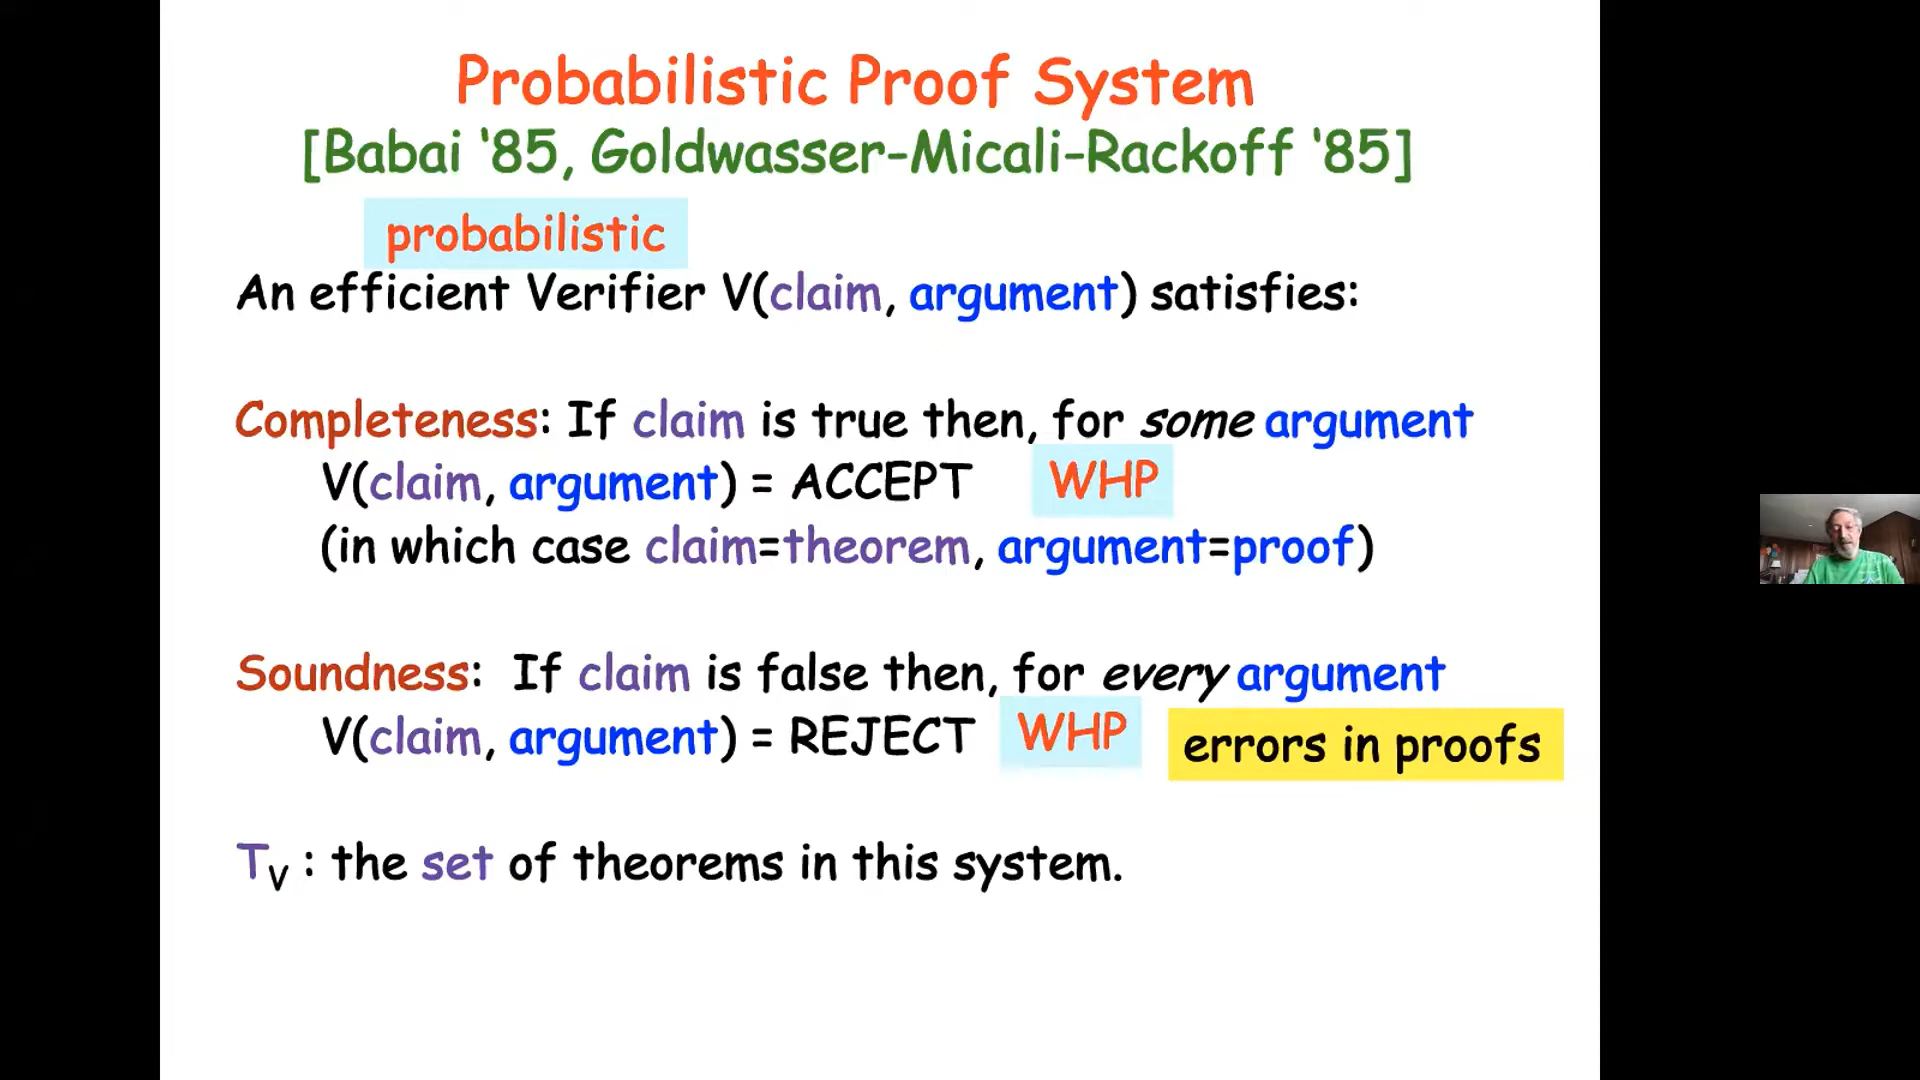 Probabilistic Proof System
[Babai ‘85, Goldwasser-Micali-Rackoff ‘85]
probabilistic
An efficient Verifier V(claim, argument) satisfies:
Completeness: If claim is true then, for some argument
V(claim, argument) = ACCEPT WHP
(in which case claim=theorem, argument=proof)
Soundness: If claim is false then, for every argument
V(claim, argument) = REJECT WHP errors in proofs
TV : the set of theorems in this system.